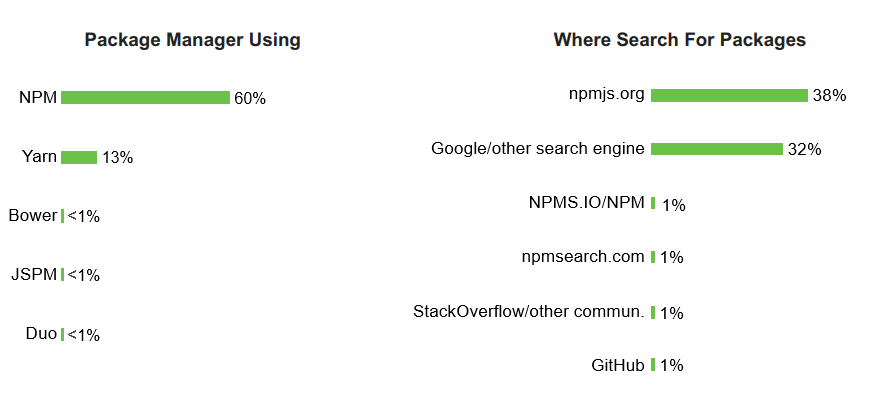 Package Manager Using
NPM 60%
Yarn 13%
Bower <1%
JSPM <1%
Duo <1%
Where Search For Packages
npmjs.org 38%
Google/other search engine 32%
NPMS.IO/NPM 1%
npmsearch.com 1%
StackOverflow/other commun. 1%
GitHub 1%